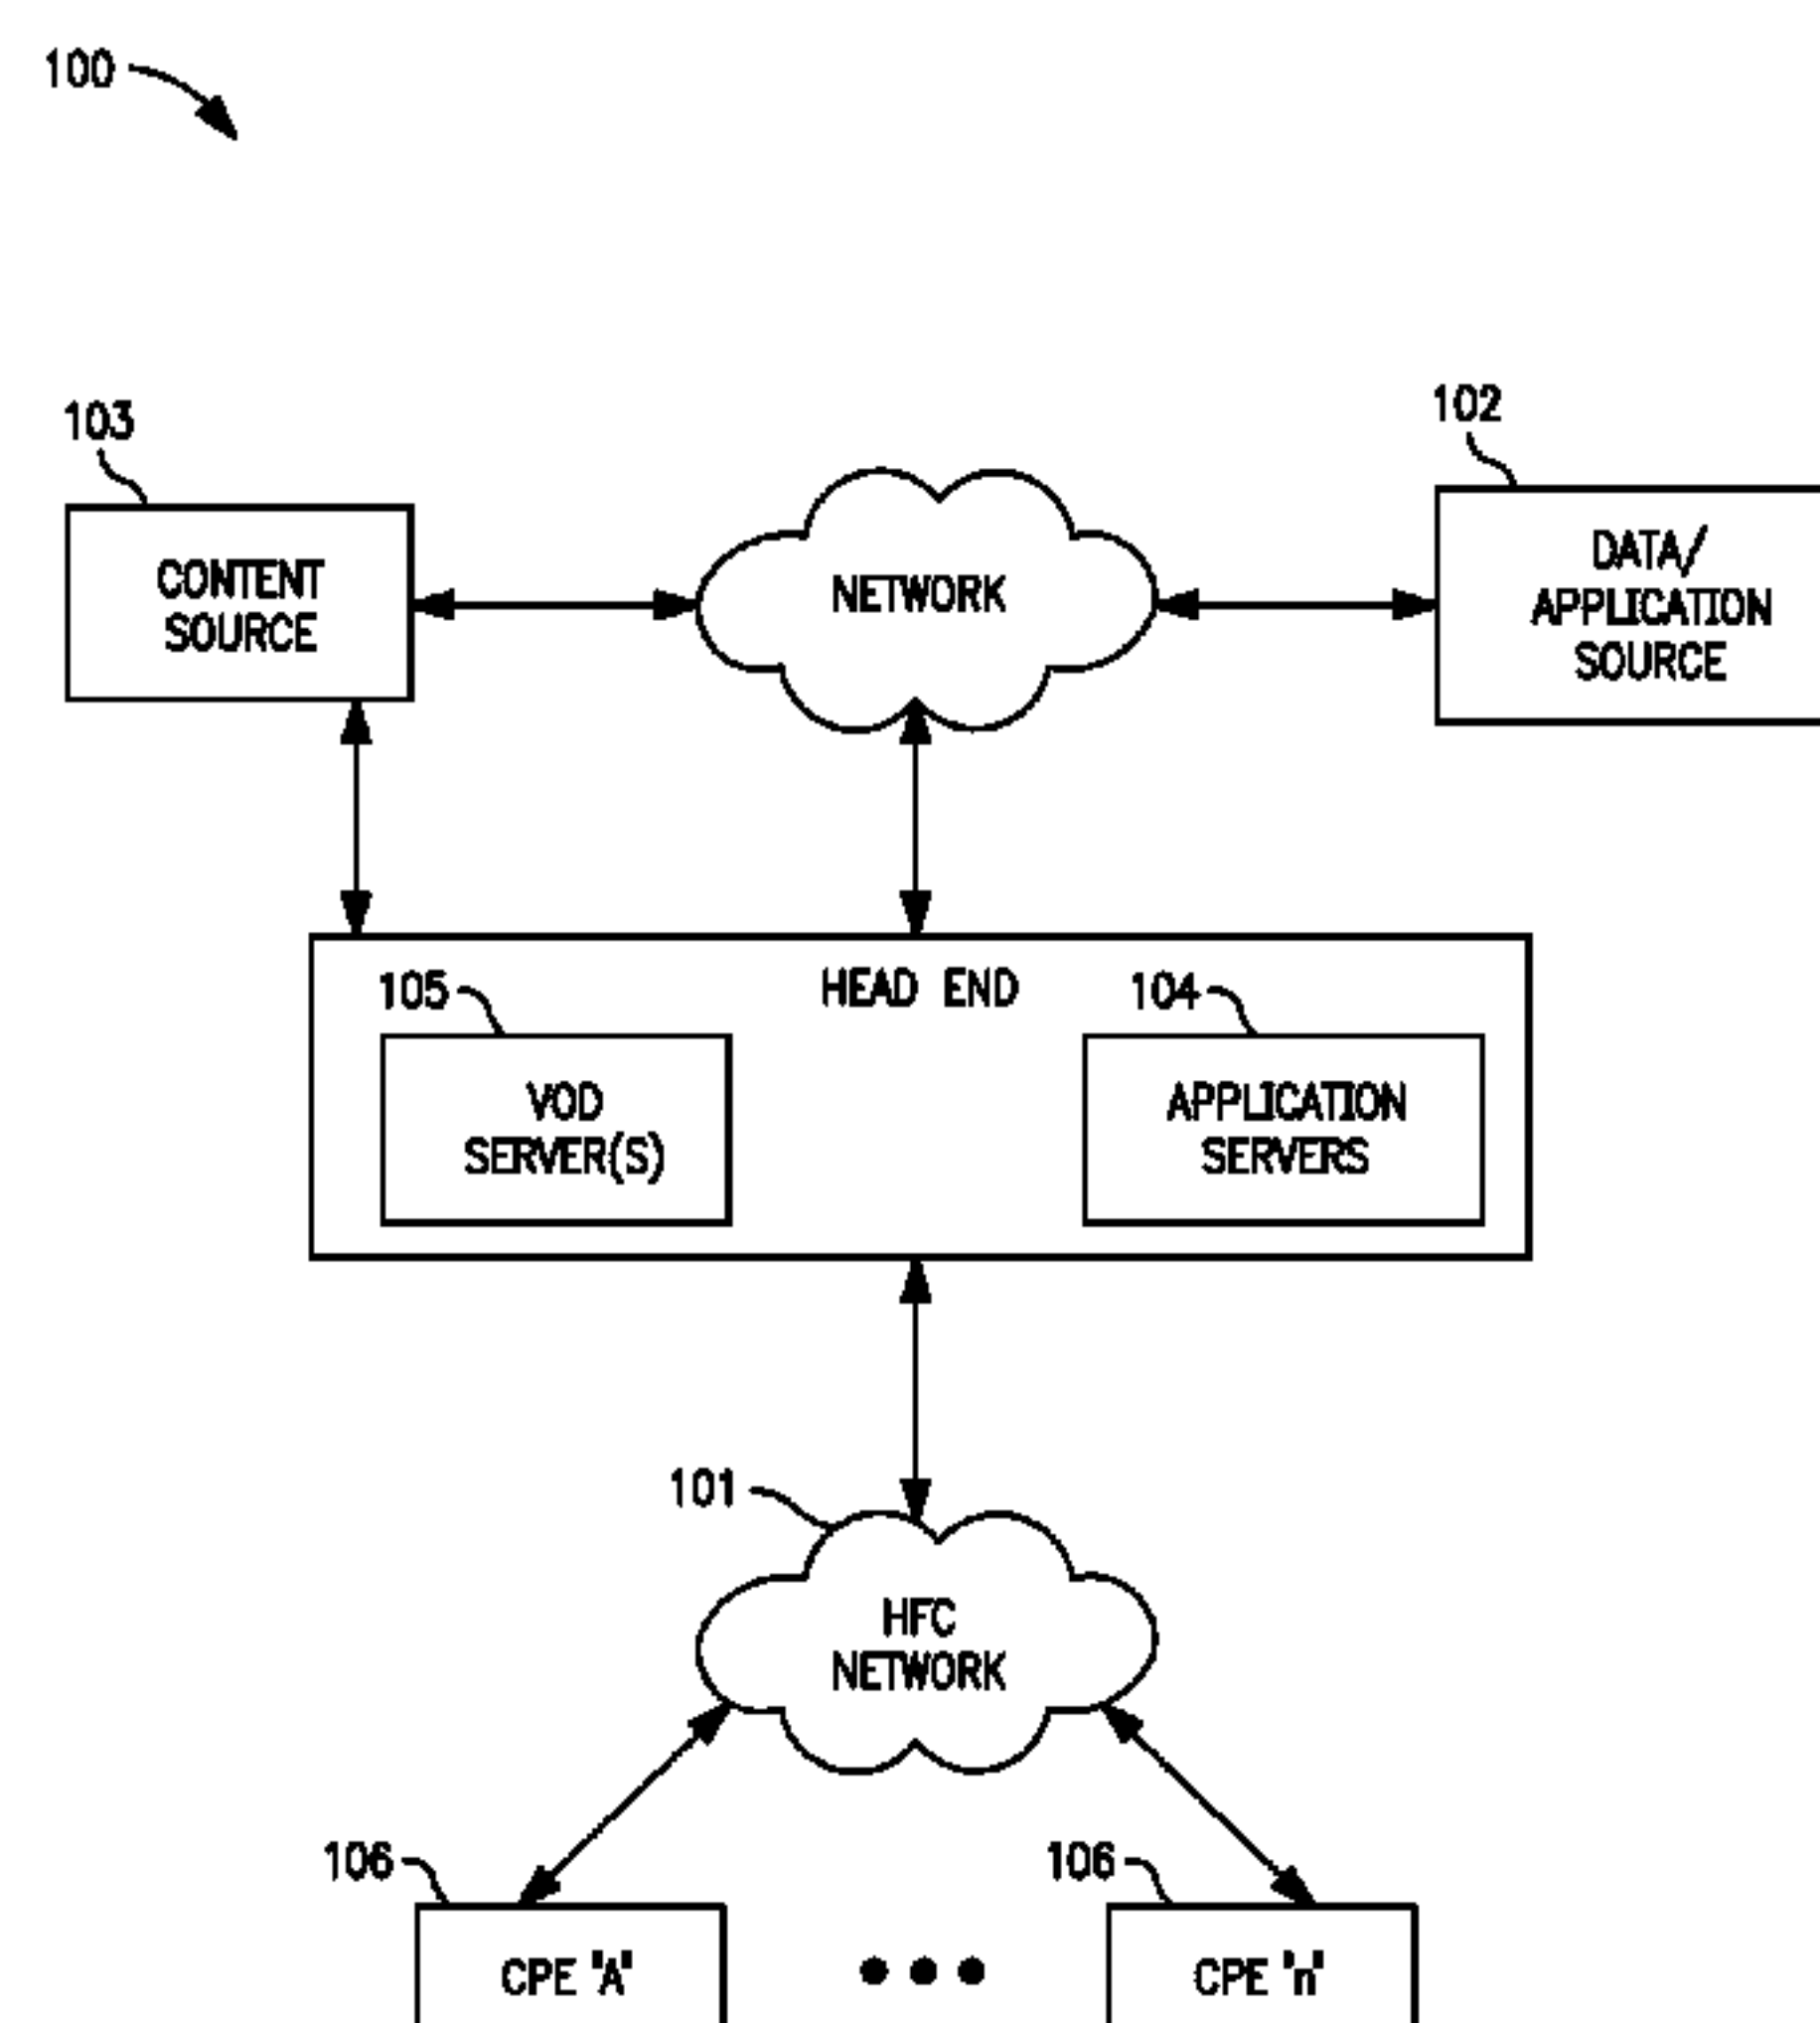 100
103
102
CONTENT
SOURCE
NETWORK
DATA/
APPLICATION
SOURCE
HEAD END
105
104
VOD
SERVER(S)
APPLICATION
SERVERS
101
HFC
NETWORK
106
106
CPE "A"
CPE "n"